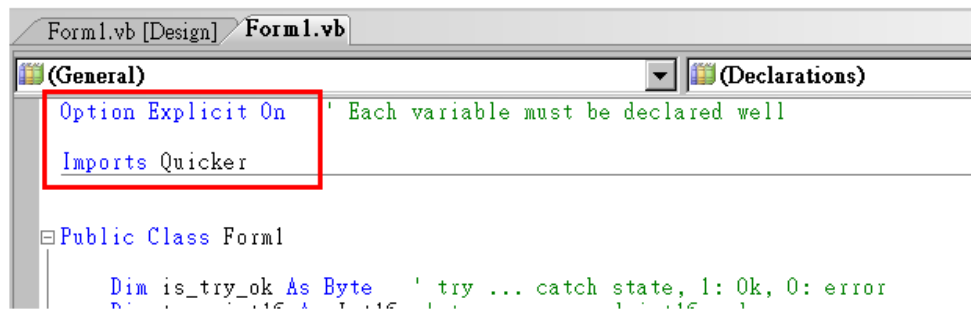 Form1.vb [Design] Form1.vb
(General) (Declarations)
Option Explicit On ' Each variable must be declared well
Imports Quicker
Public Class Form1
Dim is_try_ok As Byte ' try ... catch state, 1: Ok, 0: error